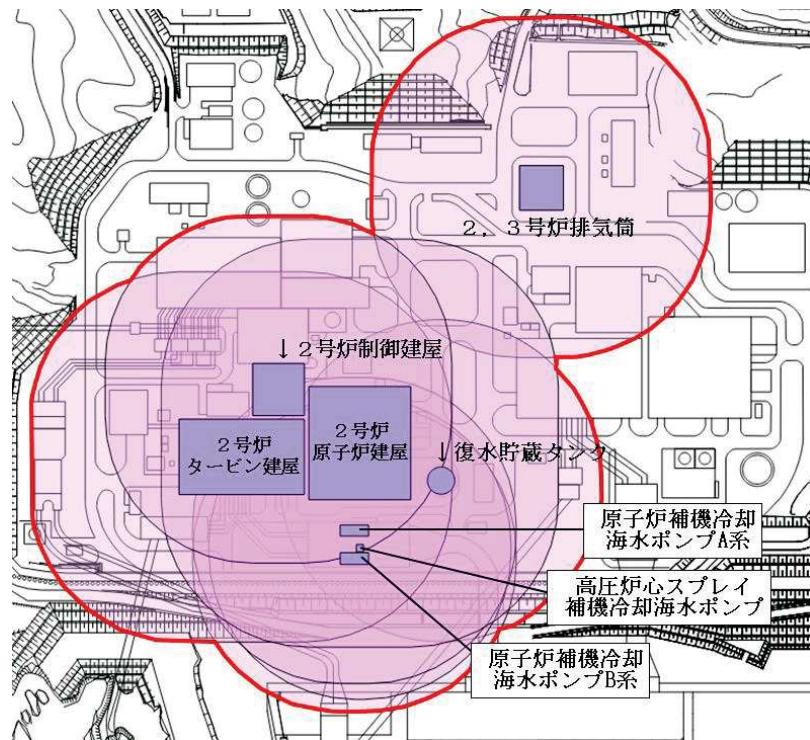 ２，３号炉排気筒
↓２号炉制御建屋
２号炉
タービン建屋
２号炉
原子炉建屋
↓復水貯蔵タンク
原子炉補機冷却
海水ポンプA系
高圧炉心スプレイ
補機冷却海水ポンプ
原子炉補機冷却
海水ポンプB系